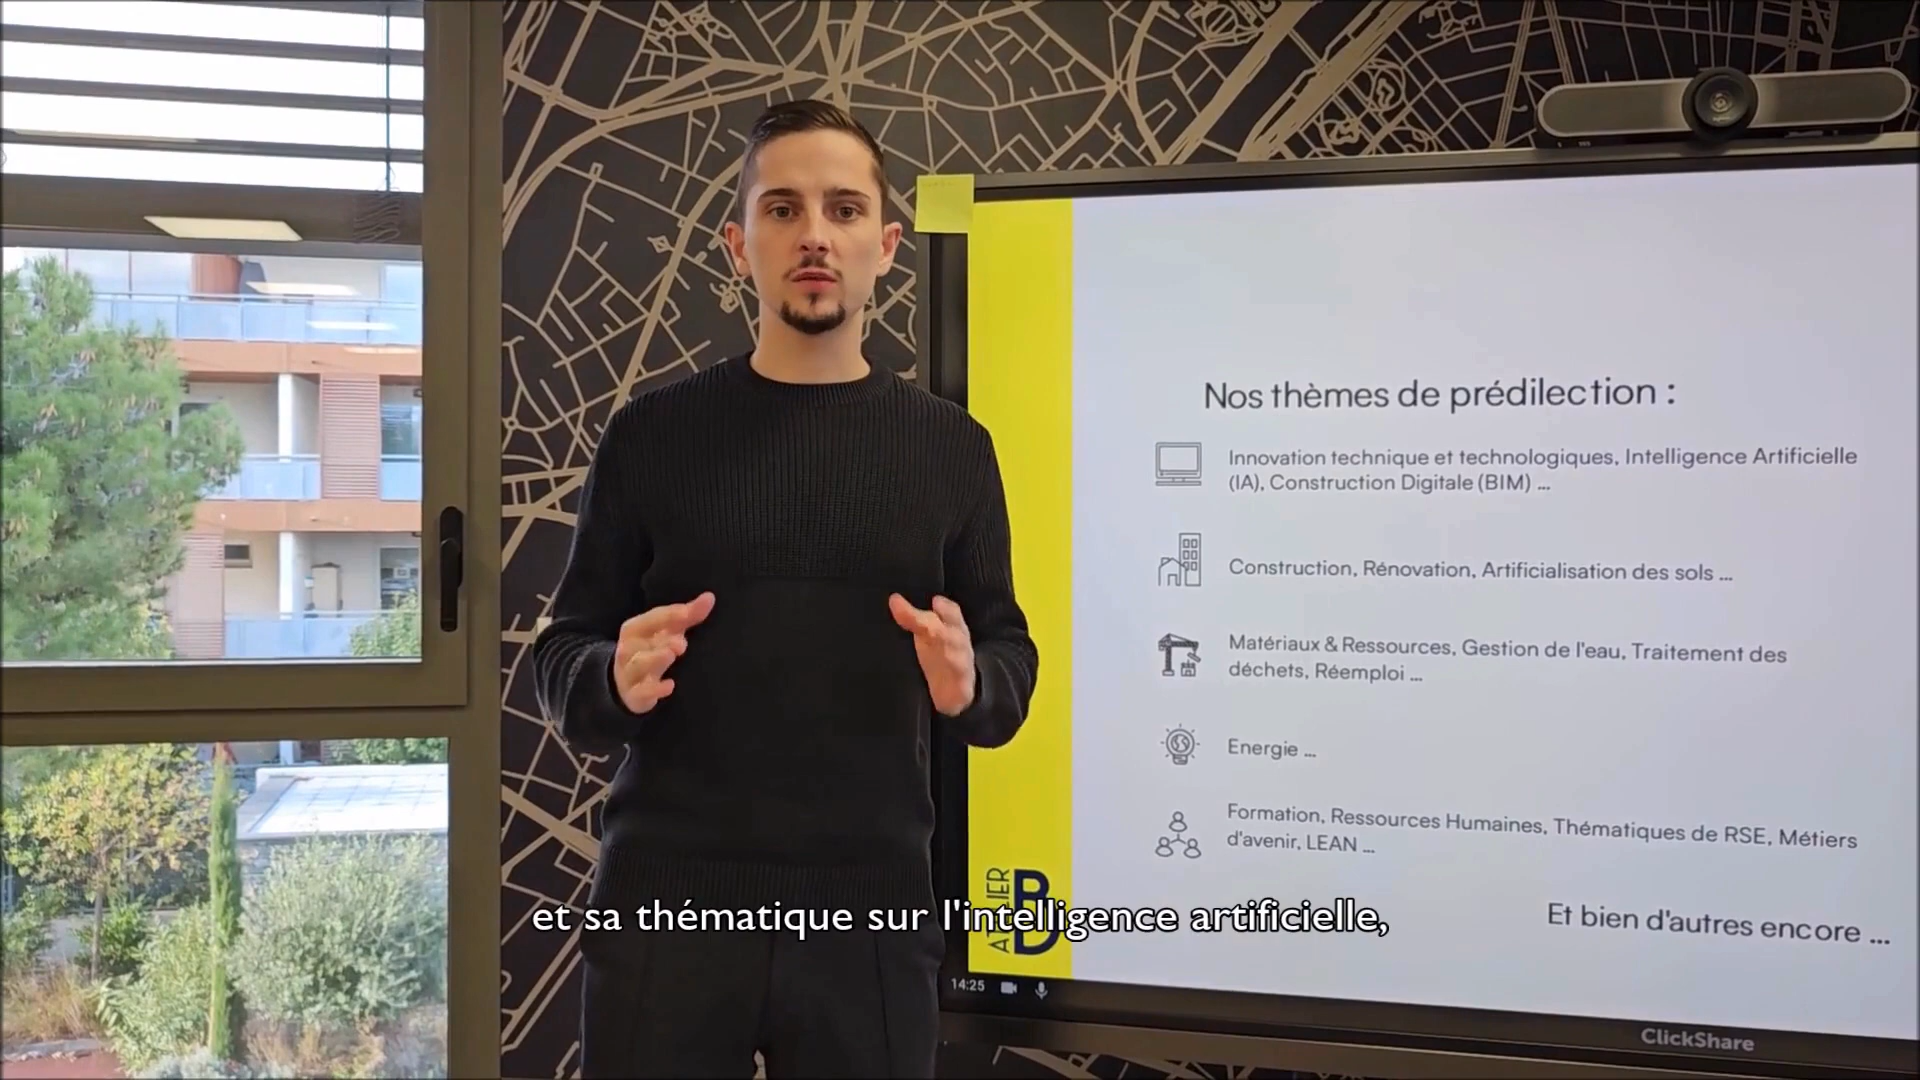 Nos thèmes de prédilection :
Innovation technique et technologiques, Intelligence Artificielle
(IA), Construction Digitale (BIM) ...
Construction, Rénovation, Artificialisation des sols ...
Matériaux & Ressources, Gestion de l'eau, Traitement des
déchets, Réemploi ...
Energie ...
Formation, Ressources Humaines, Thématiques de RSE, Métiers
d'avenir, LEAN ...
Et bien d'autres encore ...
ATELIER
BD
et sa thématique sur l'intelligence artificielle,
14:25
ClickShare